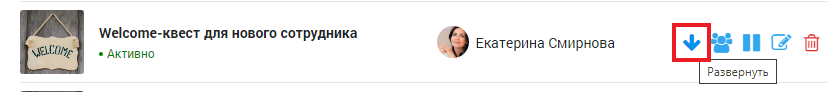 WELCOME
Welcome-квест для нового сотрудника
• Активно
Екатерина Смирнова
Развернуть